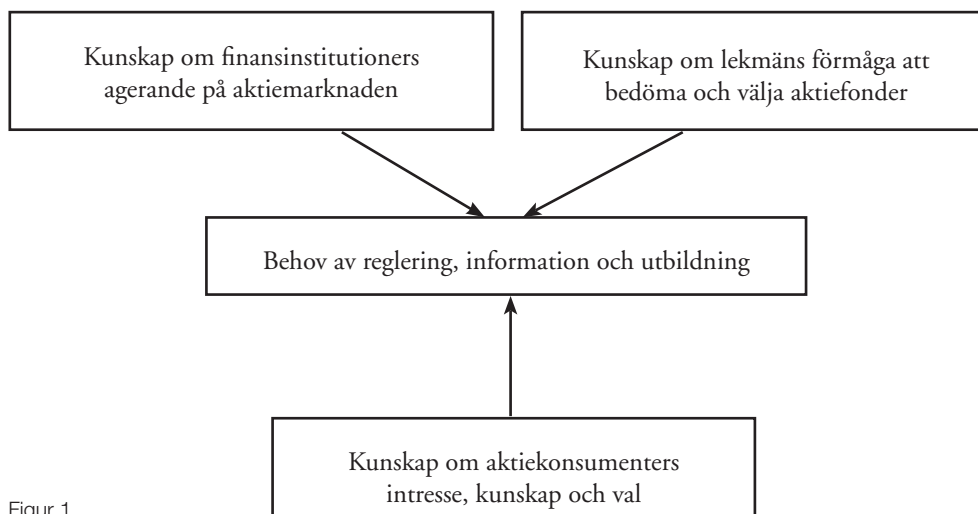 Kunskap om finansinstitutioners
agerande på aktiemarknaden
Kunskap om lekmäns förmåga att
bedöma och välja aktiefonder
Behov av reglering, information och utbildning
Kunskap om aktiekonsumenters
intresse, kunskap och val
Figur 1